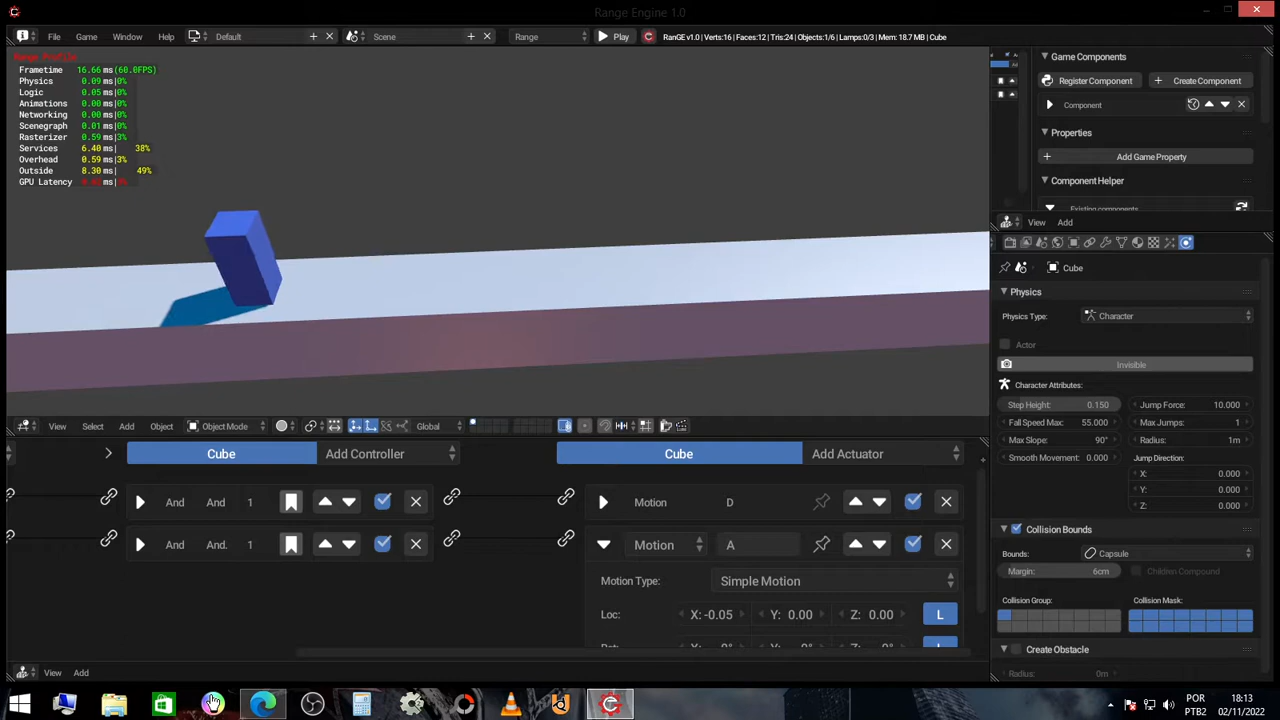 Range Engine 1.0
File Game Window Help Default Scene Range Play RanGE v1.0 | Verts:16 | Faces:12 | Tris:24 | Objects:1/6 | Lamps:0/3 | Mem: 18.7 MB | Cube
Range Profile
Frametime 16.66 ms(60.0FPS)
Physics 0.09 ms|0%
Logic 0.05 ms|0%
Animations 0.00 ms|0%
Networking 0.00 ms|0%
Scenegraph 0.01 ms|0%
Rasterizer 0.59 ms|3%
Services 6.40 ms| 38%
Overhead 0.59 ms|3%
Outside 8.30 ms| 49%
GPU Latency
Game Components
Register Component Create Component
Component
Properties
Add Game Property
Component Helper
Existing components
View Add
Cube
Physics
Physics Type: Character
Actor
Invisible
Character Attributes:
Step Height: 0.150 Jump Force: 10.000
Fall Speed Max: 55.000 Max Jumps: 1
Max Slope: 90° Radius: 1m
Smooth Movement: 0.000 Jump Direction:
X: 0.000
Y: 0.000
Z: 0.000
Collision Bounds
Bounds: Capsule
Margin: 6cm Children Compound
Collision Group: Collision Mask:
Create Obstacle
Radius: 0m
View Select Add Object Object Mode Global
Cube Add Controller Cube Add Actuator
And And 1 Motion D
And And. 1 Motion A
Motion Type: Simple Motion
Loc: X: -0.05 Y: 0.00 Z: 0.00 L
View Add
POR
PTB2
18:13
02/11/2022